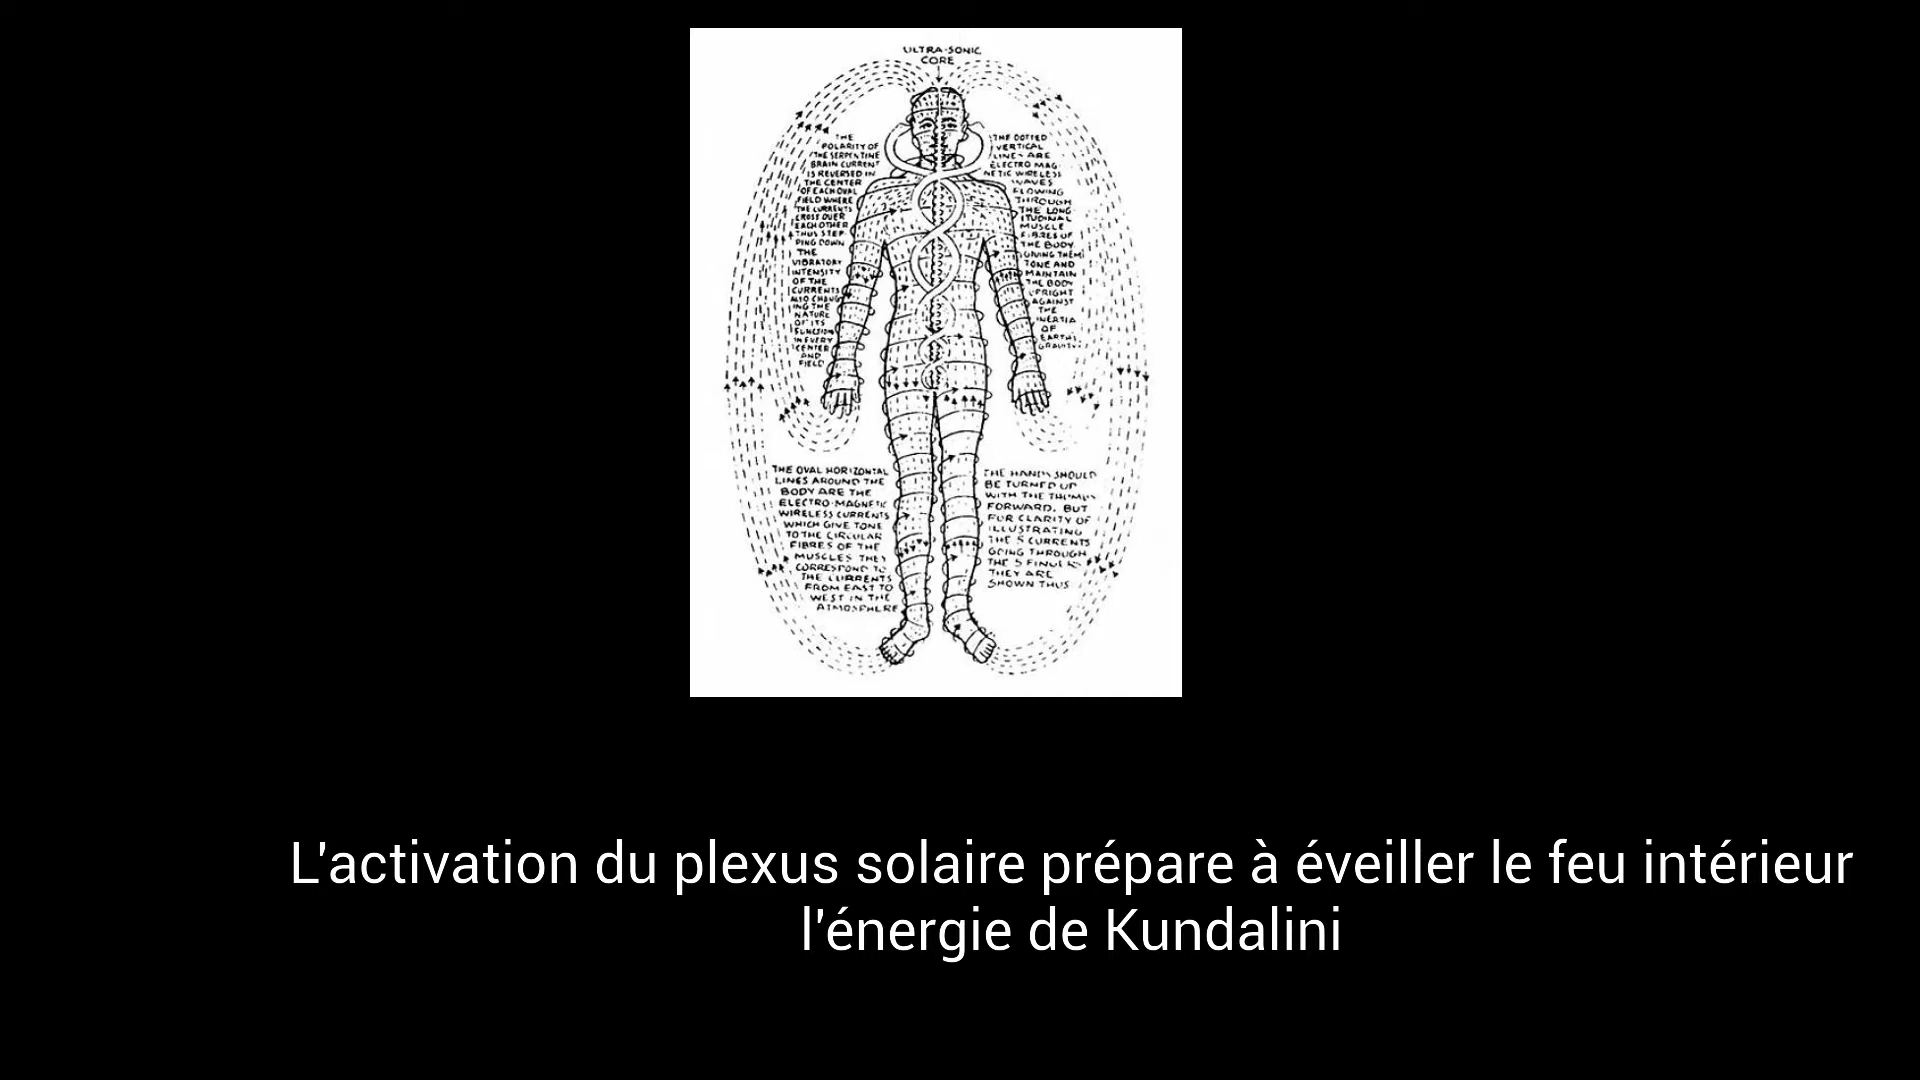 ULTRA-SONIC
CORE
THE
POLARITY OF
THE SERPENTINE
BRAIN CURRENT
IS REVERSED IN
THE CENTER
OF EACH OVAL
FIELD WHERE
THE CURRENTS
CROSS OVER
EACH OTHER
THUS STEP-
PING DOWN
THE
VIBRATORY
INTENSITY
OF THE
CURRENTS
ALSO CHANG
ING THE
NATURE
OF ITS
FUNCTION
IN EVERY
CENTER
AND
FIELD
THE DOTTED
VERTICAL
LINES ARE
ELECTRO MAG-
NETIC WIRELESS
WAVES
FLOWING
THROUGH
THE LONG
ITUDINAL
MUSCLE
FIBRES OF
THE BODY
GIVING THEM
TONE AND
MAINTAIN
THE BODY
UPRIGHT
AGAINST
THE
INERTIA
OF
EARTHS
GRAVITY
THE OVAL HORIZONTAL
LINES AROUND THE
BODY ARE THE
ELECTRO-MAGNETIC
WIRELESS CURRENTS
WHICH GIVE TONE
TO THE CIRCULAR
FIBRES OF THE
MUSCLES THEY
CORRESPOND TO
THE CURRENTS
FROM EAST TO
WEST IN THE
ATMOSPHERE
THE HANDS SHOULD
BE TURNED UP
WITH THE THUMBS
FORWARD. BUT
FOR CLARITY OF
ILLUSTRATING
THE 5 CURRENTS
GOING THROUGH
THE 5 FINGERS
THEY ARE
SHOWN THUS
L'activation du plexus solaire prépare à éveiller le feu intérieur
l'énergie de Kundalini